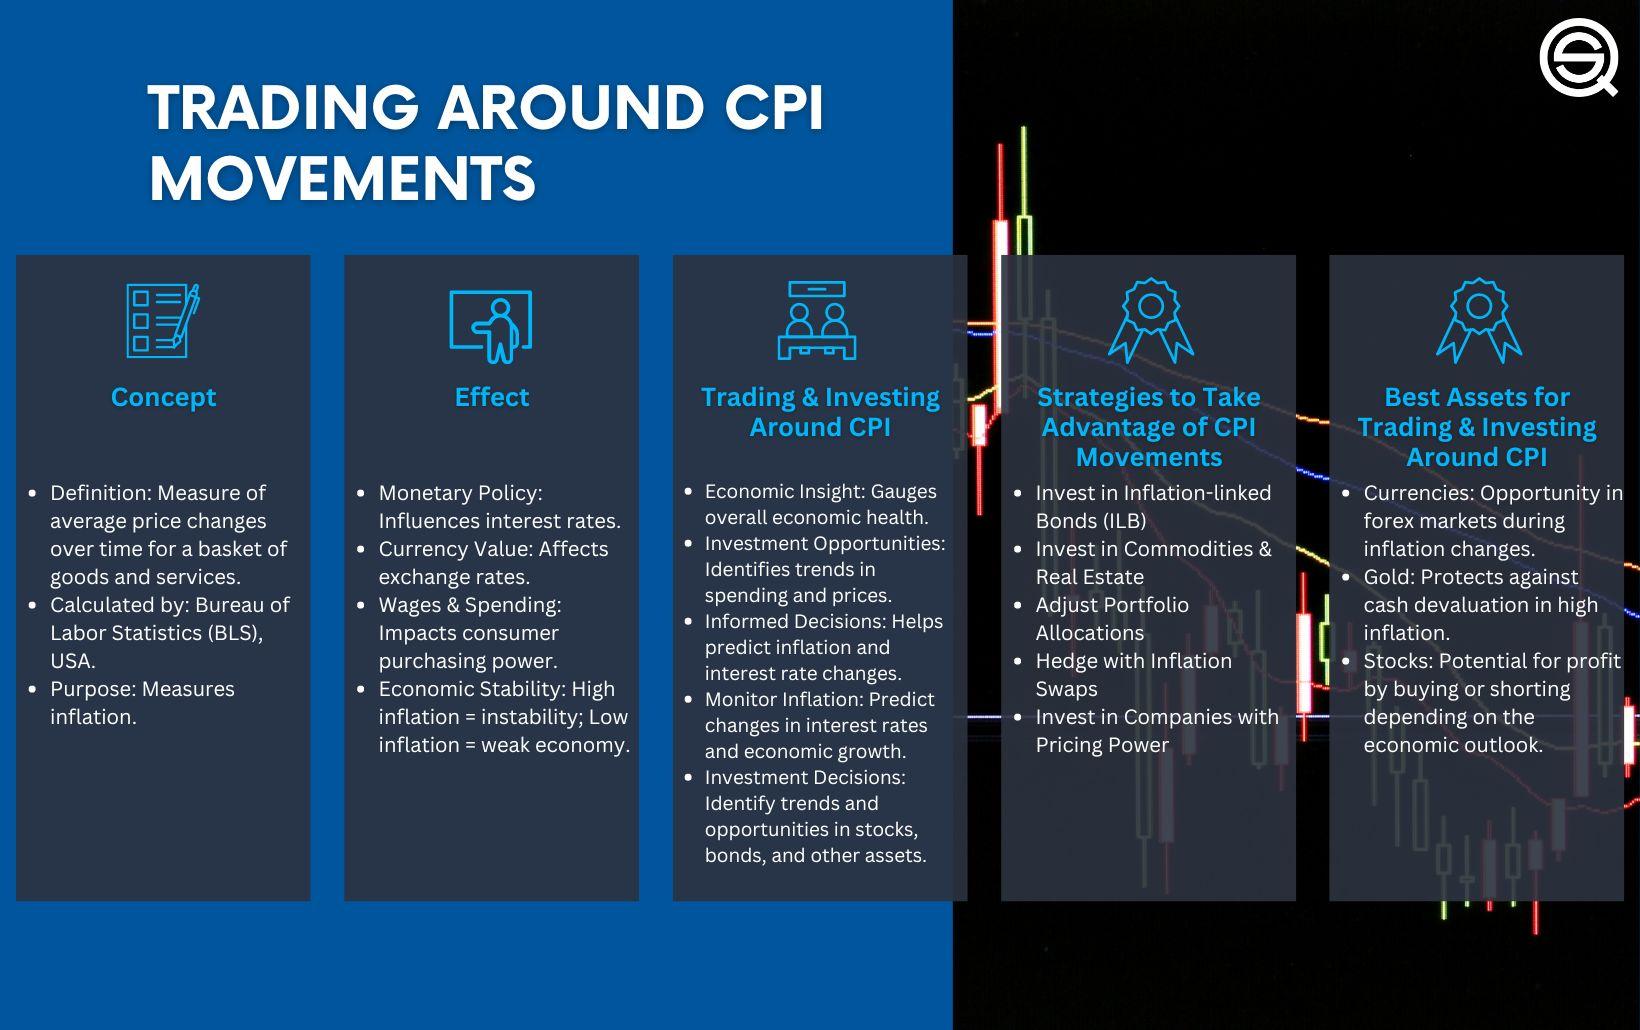 TRADING AROUND CPI
MOVEMENTS
Concept
• Definition: Measure of
average price changes
over time for a basket of
goods and services.
• Calculated by: Bureau of
Labor Statistics (BLS),
USA.
• Purpose: Measures
inflation.
Effect
• Monetary Policy:
Influences interest rates.
• Currency Value: Affects
exchange rates.
• Wages & Spending:
Impacts consumer
purchasing power.
• Economic Stability: High
inflation = instability; Low
inflation = weak economy.
Trading & Investing
Around CPI
• Economic Insight: Gauges
overall economic health.
• Investment Opportunities:
Identifies trends in
spending and prices.
• Informed Decisions: Helps
predict inflation and
interest rate changes.
• Monitor Inflation: Predict
changes in interest rates
and economic growth.
• Investment Decisions:
Identify trends and
opportunities in stocks,
bonds, and other assets.
Strategies to Take
Advantage of CPI
Movements
• Invest in Inflation-linked
Bonds (ILB)
• Invest in Commodities &
Real Estate
• Adjust Portfolio
Allocations
• Hedge with Inflation
Swaps
• Invest in Companies with
Pricing Power
Best Assets for
Trading & Investing
Around CPI
• Currencies: Opportunity in
forex markets during
inflation changes.
• Gold: Protects against
cash devaluation in high
inflation.
• Stocks: Potential for profit
by buying or shorting
depending on the
economic outlook.